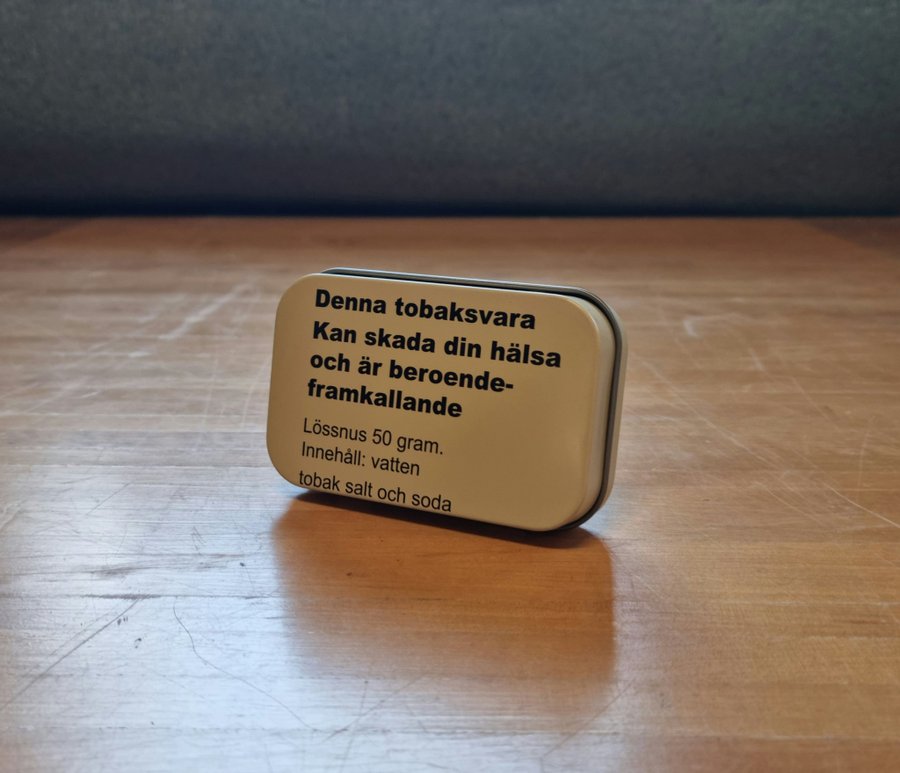 Denna tobaksvara
Kan skada din hälsa
och är beroende-
framkallande
Lössnus 50 gram.
Innehåll: vatten
tobak salt och soda